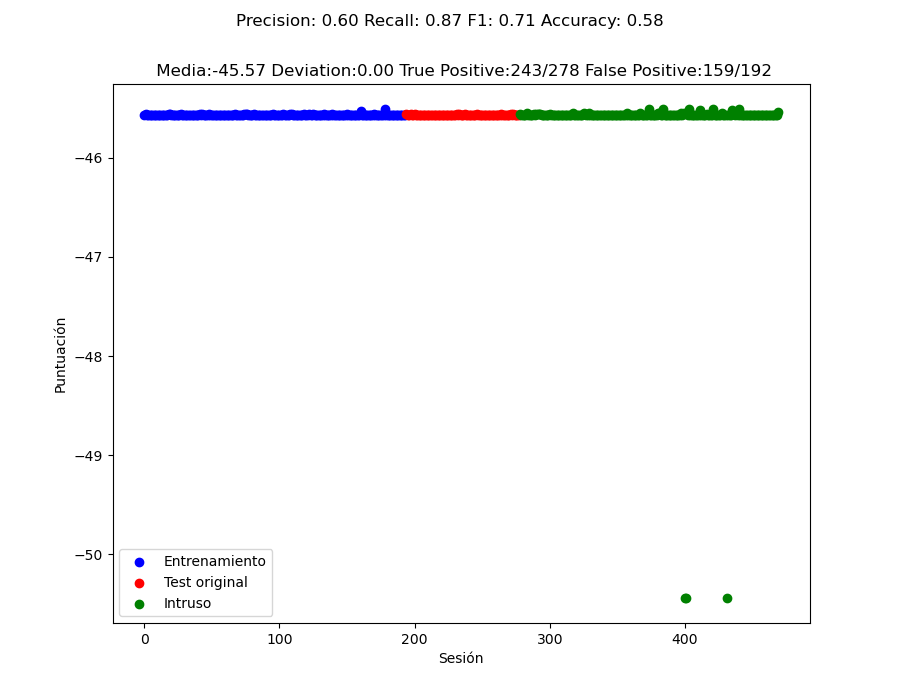 Precision: 0.60 Recall: 0.87 F1: 0.71 Accuracy: 0.58
Media:-45.57 Deviation:0.00 True Positive:243/278 False Positive:159/192
−46
−47
−48
−49
−50
Puntuación
Entrenamiento
Test original
Intruso
0 100 200 300 400
Sesión